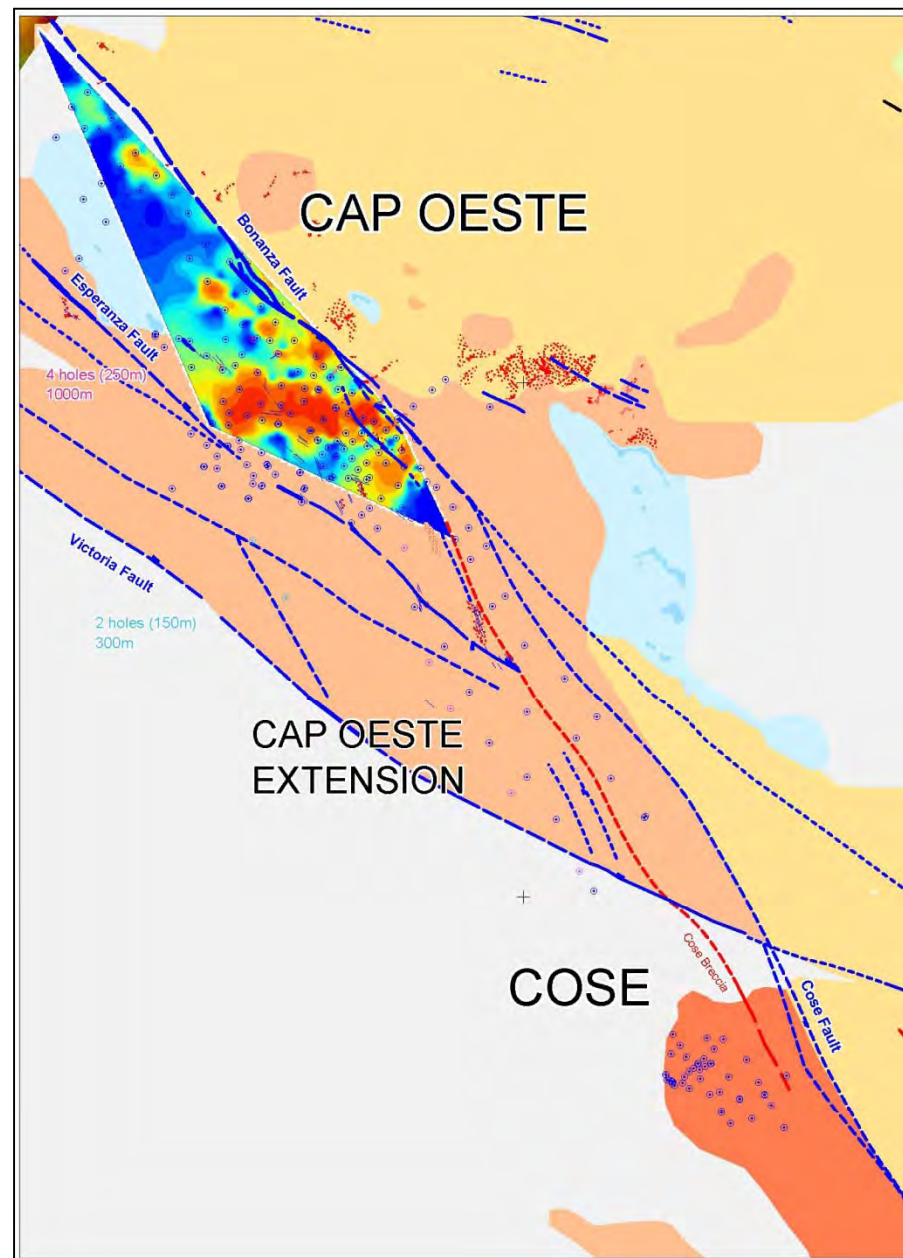 CAP OESTE
Bonanza Fault
Esperanza Fault
4 holes (250m)
1000m
Victoria Fault
2 holes (150m)
300m
CAP OESTE
EXTENSION
Cose Breccia
COSE
Cose Fault